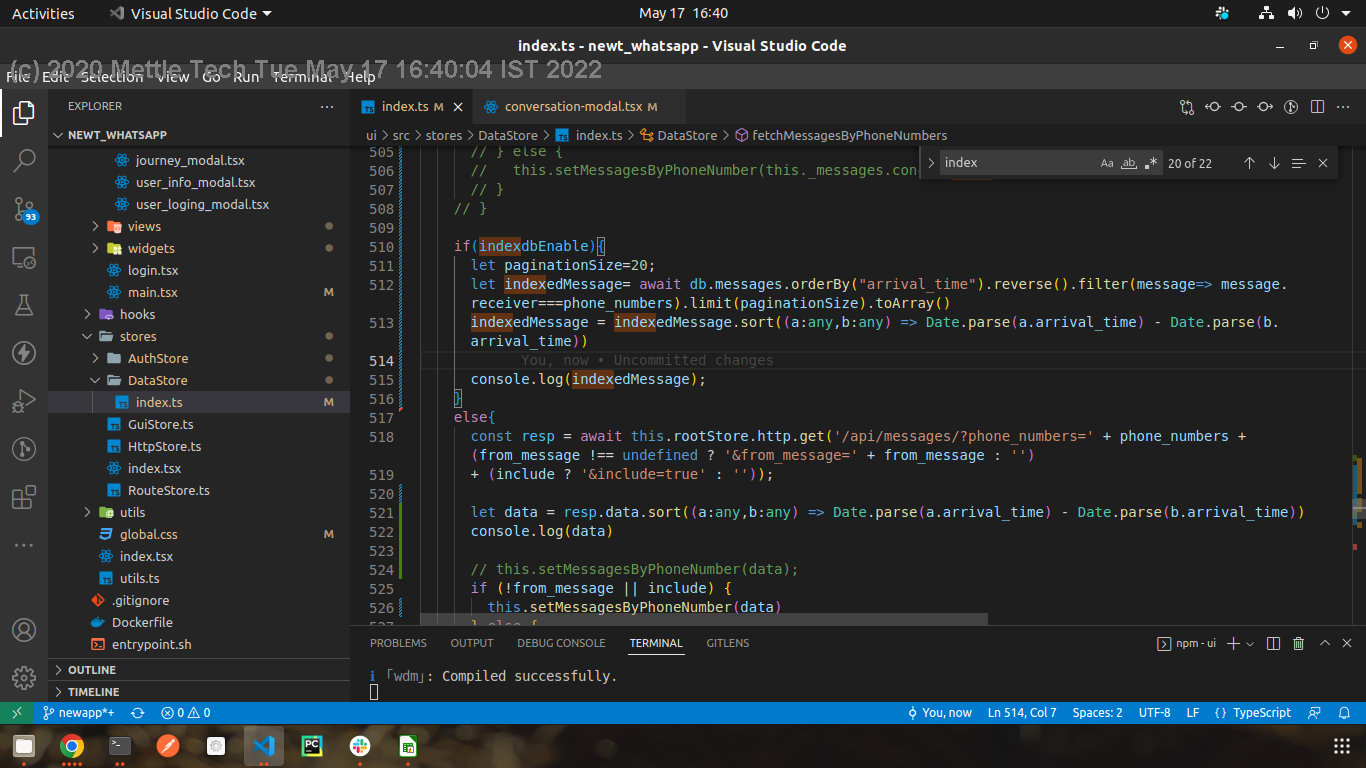 Activities
Visual Studio Code
May 17 16:40
index.ts - newt_whatsapp - Visual Studio Code
File Edit Selection View Go Run Terminal Help
(c) 2020 Mettle Tech Tue May 17 16:40:04 IST 2022
EXPLORER
NEWT_WHATSAPP
journey_modal.tsx
user_info_modal.tsx
user_loging_modal.tsx
views
widgets
login.tsx
main.tsx M
hooks
stores
AuthStore
DataStore
index.ts M
GuiStore.ts
HttpStore.ts
index.tsx
RouteStore.ts
utils
global.css M
index.tsx
utils.ts
.gitignore
Dockerfile
entrypoint.sh
OUTLINE
TIMELINE
93
index.ts M
conversation-modal.tsx M
ui > src > stores > DataStore > index.ts > DataStore > fetchMessagesByPhoneNumbers
index Aa ab .* 20 of 22
505 // } else {
506 // this.setMessagesByPhoneNumber(this._messages.con
507 // }
508 // }
509
510 if(indexdbEnable){
511 let paginationSize=20;
512 let indexedMessage= await db.messages.orderBy("arrival_time").reverse().filter(message=> message.
receiver===phone_numbers).limit(paginationSize).toArray()
513 indexedMessage = indexedMessage.sort((a:any,b:any) => Date.parse(a.arrival_time) - Date.parse(b.
arrival_time))
514 You, now • Uncommitted changes
515 console.log(indexedMessage);
516 }
517 else{
518 const resp = await this.rootStore.http.get('/api/messages/?phone_numbers=' + phone_numbers +
(from_message !== undefined ? '&from_message=' + from_message : '')
519 + (include ? '&include=true' : ''));
520
521 let data = resp.data.sort((a:any,b:any) => Date.parse(a.arrival_time) - Date.parse(b.arrival_time))
522 console.log(data)
523
524 // this.setMessagesByPhoneNumber(data);
525 if (!from_message || include) {
526 this.setMessagesByPhoneNumber(data)
527 } else {
PROBLEMS OUTPUT DEBUG CONSOLE TERMINAL GITLENS
npm - ui
i 「wdm」: Compiled successfully.
newapp*+ 0 0
You, now Ln 514, Col 7 Spaces: 2 UTF-8 LF {} TypeScript